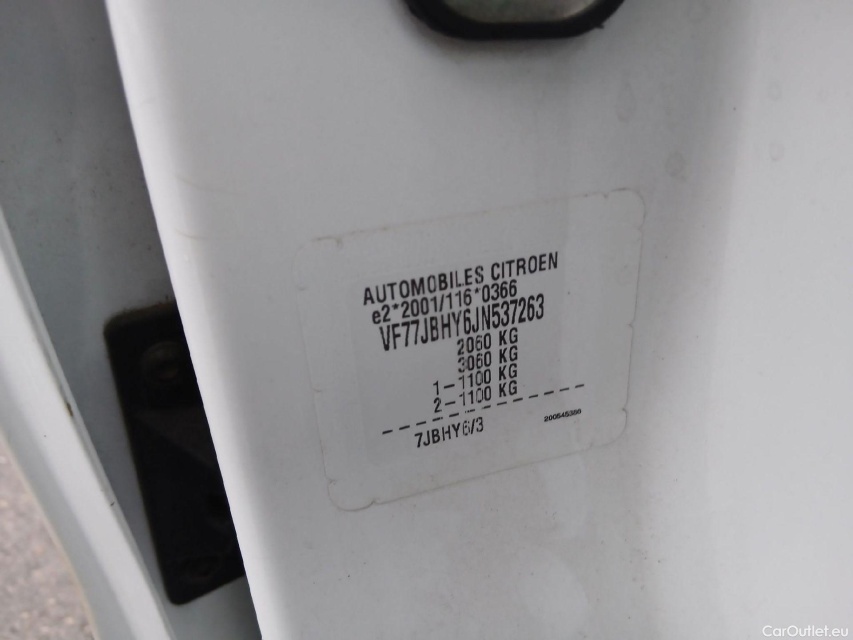 AUTOMOBILES CITROEN
e2*2001/116*0366
VF77JBHY6JN537263
2060 KG
3060 KG
1-1100 KG
2-1100 KG
7JBHY6/3
200545356
CarOutlet.eu